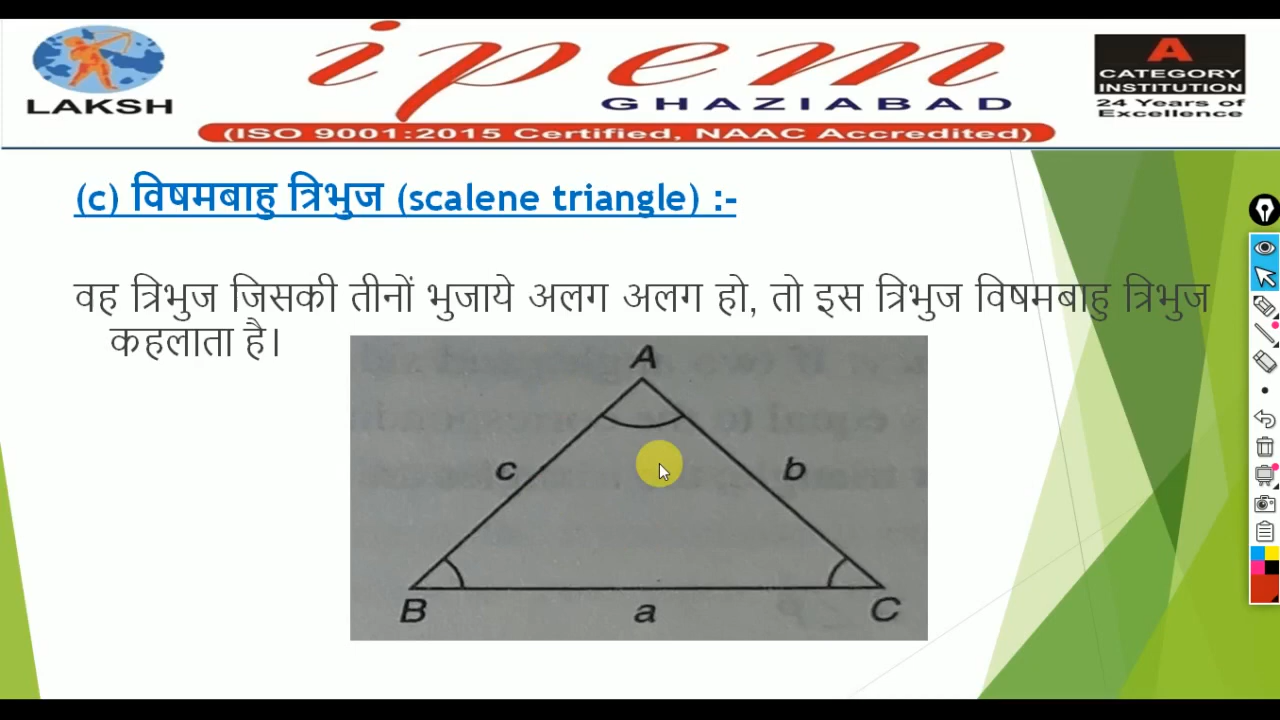 LAKSH
ipem
GHAZIABAD
(ISO 9001:2015 Certified, NAAC Accredited)
A
CATEGORY
INSTITUTION
24 Years of
Excellence
(c) विषमबाहु त्रिभुज (scalene triangle) :-
वह त्रिभुज जिसकी तीनों भुजाये अलग अलग हो, तो इस त्रिभुज विषमबाहु त्रिभुज
कहलाता है।
A
c
b
B
a
C